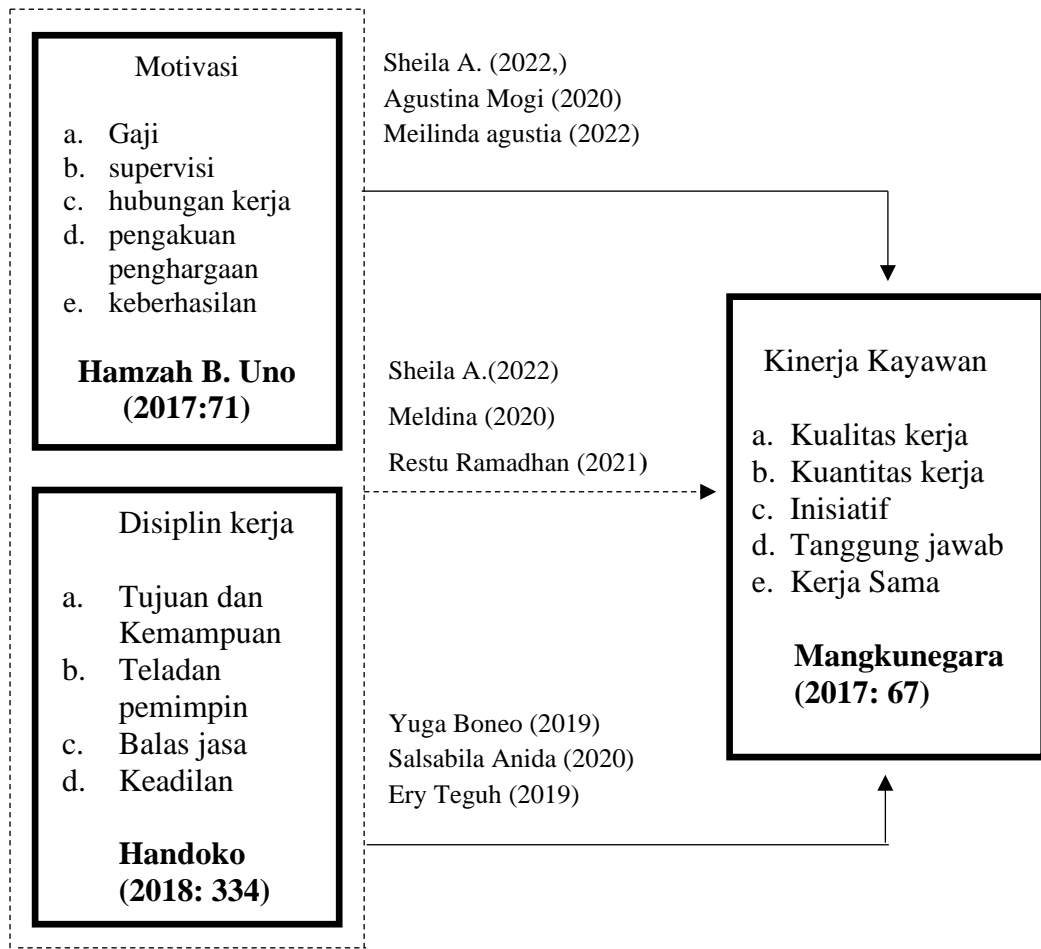 Motivasi
a. Gaji
b. supervisi
c. hubungan kerja
d. pengakuan
penghargaan
e. keberhasilan
Hamzah B. Uno
(2017:71)
Sheila A. (2022,)
Agustina Mogi (2020)
Meilinda agustia (2022)
Sheila A.(2022)
Meldina (2020)
Restu Ramadhan (2021)
Disiplin kerja
a. Tujuan dan
Kemampuan
b. Teladan
pemimpin
c. Balas jasa
d. Keadilan
Handoko
(2018: 334)
Yuga Boneo (2019)
Salsabila Anida (2020)
Ery Teguh (2019)
Kinerja Kayawan
a. Kualitas kerja
b. Kuantitas kerja
c. Inisiatif
d. Tanggung jawab
e. Kerja Sama
Mangkunegara
(2017: 67)